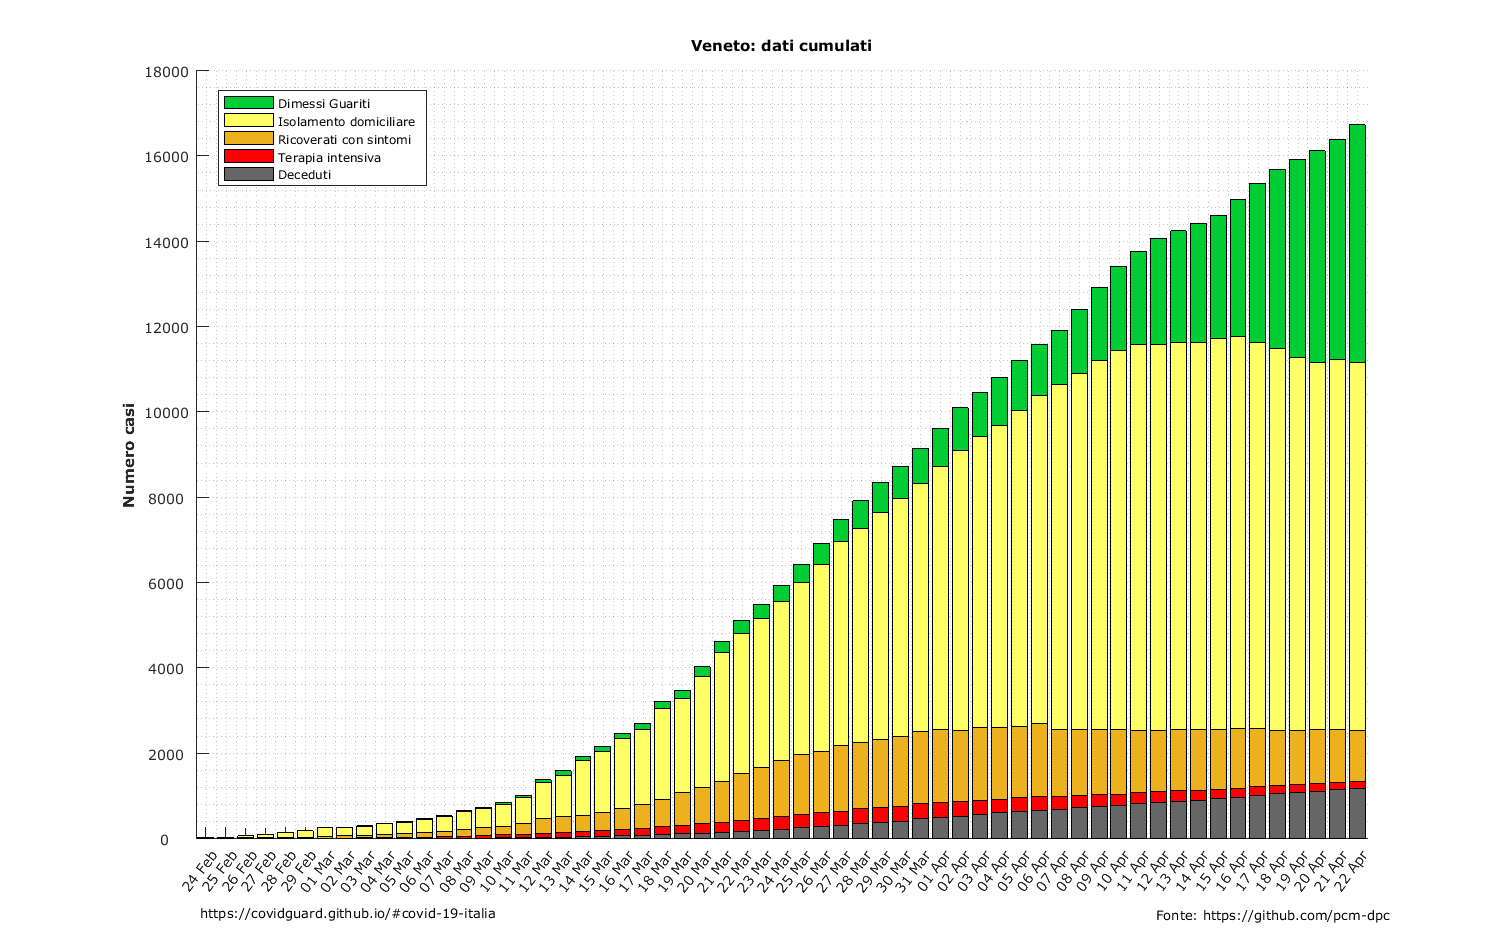 Veneto: dati cumulati
18000
16000
14000
12000
10000
8000
6000
4000
2000
0
Numero casi
Dimessi Guariti
Isolamento domiciliare
Ricoverati con sintomi
Terapia intensiva
Deceduti
24 Feb
25 Feb
26 Feb
27 Feb
28 Feb
29 Feb
01 Mar
02 Mar
03 Mar
04 Mar
05 Mar
06 Mar
07 Mar
08 Mar
09 Mar
10 Mar
11 Mar
12 Mar
13 Mar
14 Mar
15 Mar
16 Mar
17 Mar
18 Mar
19 Mar
20 Mar
21 Mar
22 Mar
23 Mar
24 Mar
25 Mar
26 Mar
27 Mar
28 Mar
29 Mar
30 Mar
31 Mar
01 Apr
02 Apr
03 Apr
04 Apr
05 Apr
06 Apr
07 Apr
08 Apr
09 Apr
10 Apr
11 Apr
12 Apr
13 Apr
14 Apr
15 Apr
16 Apr
17 Apr
18 Apr
19 Apr
20 Apr
21 Apr
22 Apr
https://covidguard.github.io/#covid-19-italia
Fonte: https://github.com/pcm-dpc